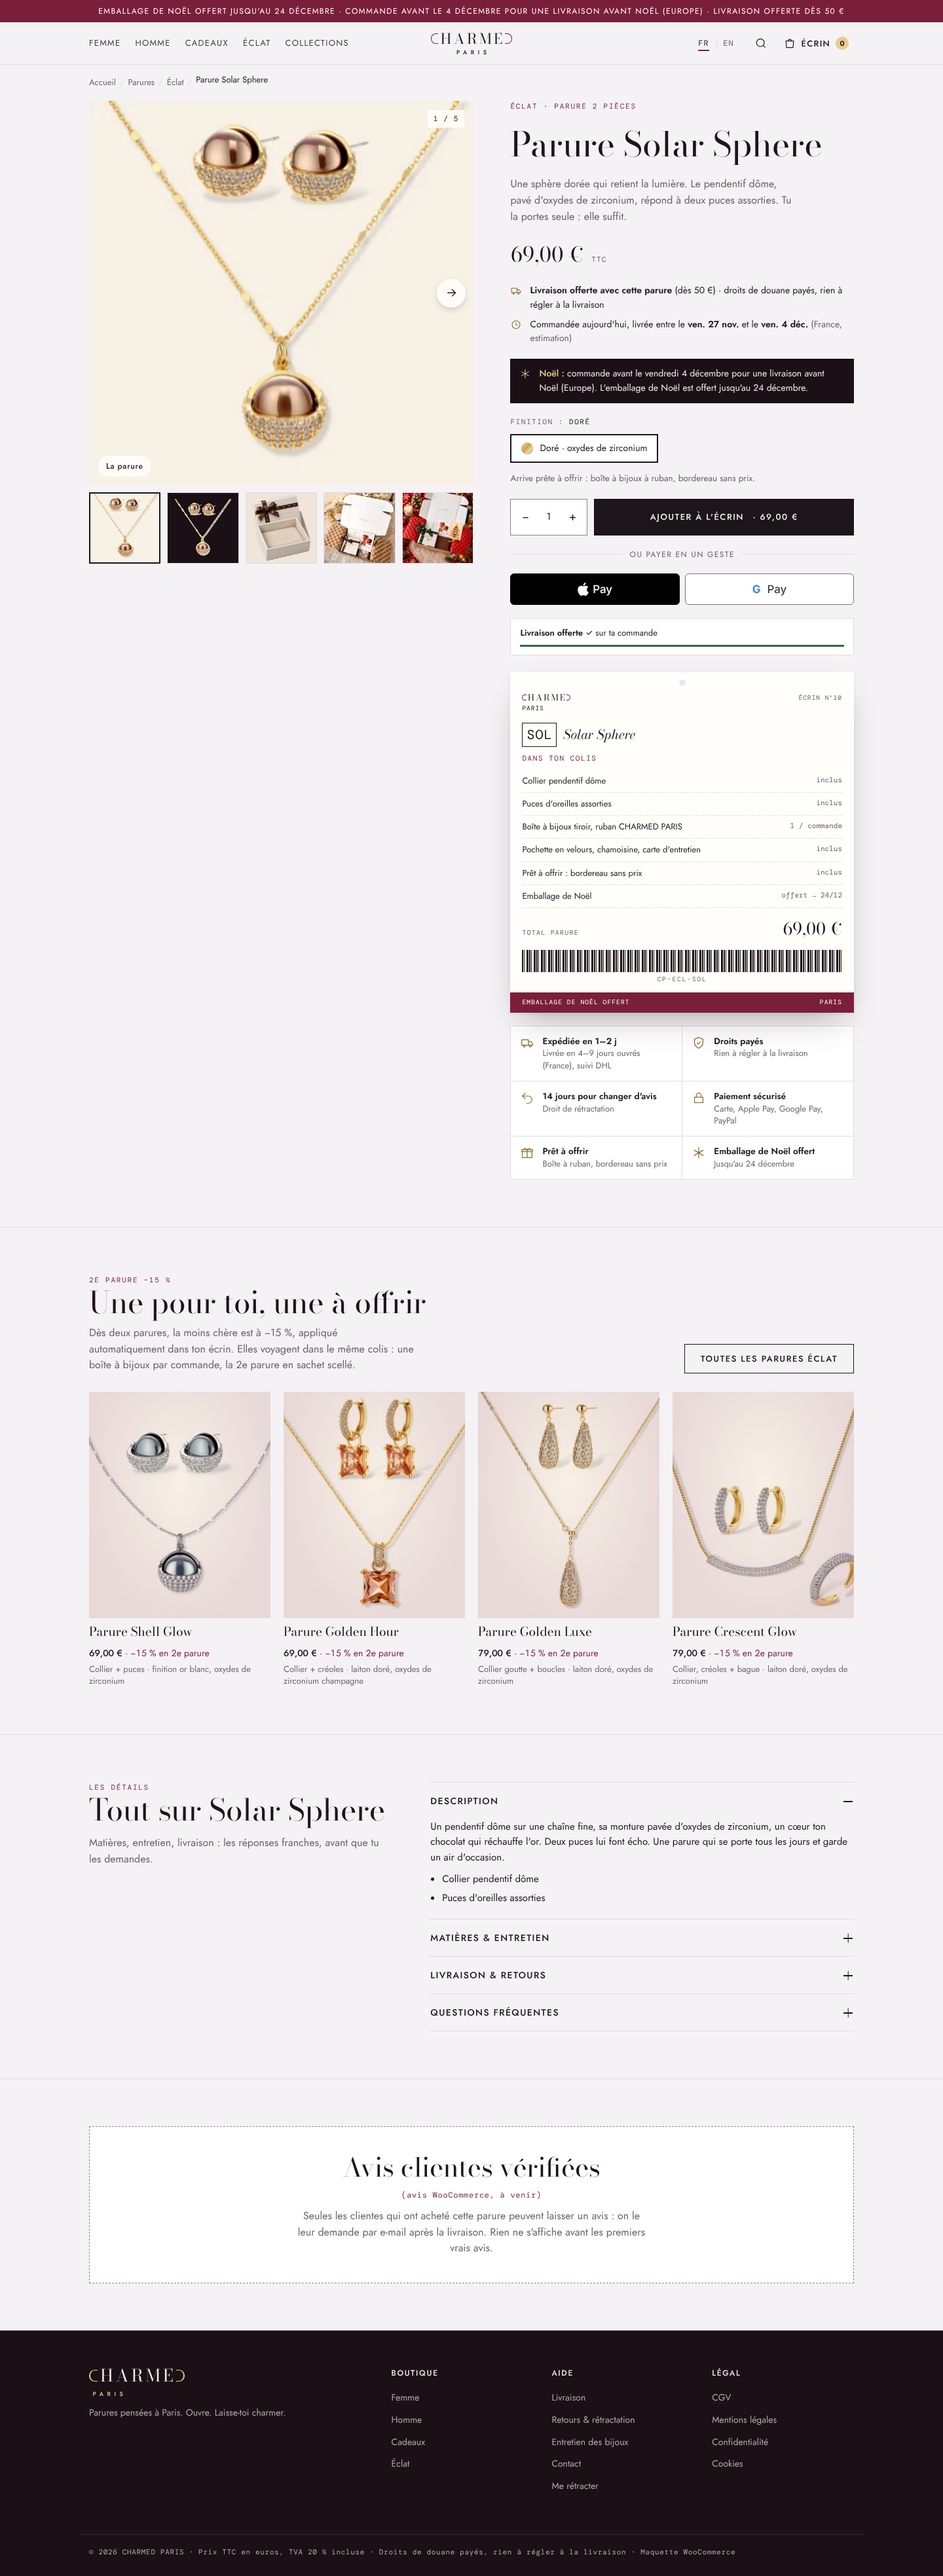 EMBALLAGE DE NOËL OFFERT JUSQU'AU 24 DÉCEMBRE · COMMANDE AVANT LE 4 DÉCEMBRE POUR UNE LIVRAISON AVANT NOËL (EUROPE) · LIVRAISON OFFERTE DÈS 50 €
FEMME HOMME CADEAUX ÉCLAT COLLECTIONS
CHARMED
PARIS
FR EN ÉCRIN 0
Accueil / Parures / Éclat / Parure Solar Sphere
1 / 5
La parure
ÉCLAT · PARURE 2 PIÈCES
Parure Solar Sphere
Une sphère dorée qui retient la lumière. Le pendentif dôme,
pavé d'oxydes de zirconium, répond à deux puces assorties. Tu
la portes seule : elle suffit.
69,00 € TTC
Livraison offerte avec cette parure (dès 50 €) · droits de douane payés, rien à
régler à la livraison
Commandée aujourd'hui, livrée entre le ven. 27 nov. et le ven. 4 déc. (France,
estimation)
Noël : commande avant le vendredi 4 décembre pour une livraison avant
Noël (Europe). L'emballage de Noël est offert jusqu'au 24 décembre.
FINITION : DORÉ
Doré · oxydes de zirconium
Arrive prête à offrir : boîte à bijoux à ruban, bordereau sans prix.
− 1 +
AJOUTER À L'ÉCRIN · 69,00 €
OU PAYER EN UN GESTE
Pay
G Pay
Livraison offerte ✓ sur ta commande
CHARMED
PARIS
ÉCRIN N°10
SOL Solar Sphere
DANS TON COLIS
Collier pendentif dôme inclus
Puces d'oreilles assorties inclus
Boîte à bijoux tiroir, ruban CHARMED PARIS 1 / commande
Pochette en velours, chamoisine, carte d'entretien inclus
Prêt à offrir : bordereau sans prix inclus
Emballage de Noël offert → 24/12
TOTAL PARURE 69,00 €
CP-ECL-SOL
EMBALLAGE DE NOËL OFFERT PARIS
Expédiée en 1–2 j
Livrée en 4–9 jours ouvrés
(France), suivi DHL
Droits payés
Rien à régler à la livraison
14 jours pour changer d'avis
Droit de rétractation
Paiement sécurisé
Carte, Apple Pay, Google Pay,
PayPal
Prêt à offrir
Boîte à ruban, bordereau sans prix
Emballage de Noël offert
Jusqu'au 24 décembre
2E PARURE −15 %
Une pour toi, une à offrir
Dès deux parures, la moins chère est à −15 %, appliqué
automatiquement dans ton écrin. Elles voyagent dans le même colis : une
boîte à bijoux par commande, la 2e parure en sachet scellé.
TOUTES LES PARURES ÉCLAT
Parure Shell Glow
69,00 € · −15 % en 2e parure
Collier + puces · finition or blanc, oxydes de
zirconium
Parure Golden Hour
69,00 € · −15 % en 2e parure
Collier + créoles · laiton doré, oxydes de
zirconium champagne
Parure Golden Luxe
79,00 € · −15 % en 2e parure
Collier goutte + boucles · laiton doré, oxydes de
zirconium
Parure Crescent Glow
79,00 € · −15 % en 2e parure
Collier, créoles + bague · laiton doré, oxydes de
zirconium
LES DÉTAILS
Tout sur Solar Sphere
Matières, entretien, livraison : les réponses franches, avant que tu
les demandes.
DESCRIPTION
Un pendentif dôme sur une chaîne fine, sa monture pavée d'oxydes de zirconium, un cœur ton
chocolat qui réchauffe l'or. Deux puces lui font écho. Une parure qui se porte tous les jours et garde
un air d'occasion.
• Collier pendentif dôme
• Puces d'oreilles assorties
MATIÈRES & ENTRETIEN
LIVRAISON & RETOURS
QUESTIONS FRÉQUENTES
Avis clientes vérifiées
(avis WooCommerce, à venir)
Seules les clientes qui ont acheté cette parure peuvent laisser un avis : on le
leur demande par e-mail après la livraison. Rien ne s'affiche avant les premiers
vrais avis.
CHARMED
PARIS
Parures pensées à Paris. Ouvre. Laisse-toi charmer.
BOUTIQUE
Femme
Homme
Cadeaux
Éclat
AIDE
Livraison
Retours & rétractation
Entretien des bijoux
Contact
Me rétracter
LÉGAL
CGV
Mentions légales
Confidentialité
Cookies
© 2026 CHARMED PARIS · Prix TTC en euros, TVA 20 % incluse · Droits de douane payés, rien à régler à la livraison · Maquette WooCommerce